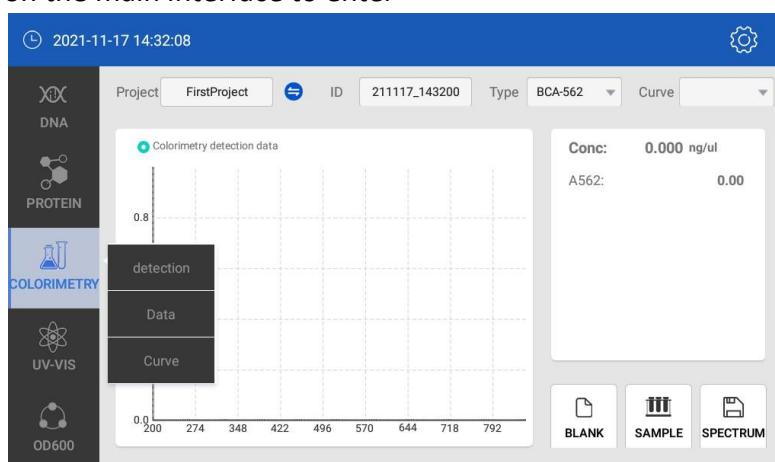 on the main interface to enter
2021-11-17 14:32:08
Project FirstProject ID 211117_143200 Type BCA-562 Curve
DNA
PROTEIN
COLORIMETRY
UV-VIS
OD600
Colorimetry detection data
0.8
0.0
200 274 348 422 496 570 644 718 792
detection
Data
Curve
Conc: 0.000 ng/ul
A562: 0.00
BLANK SAMPLE SPECTRUM